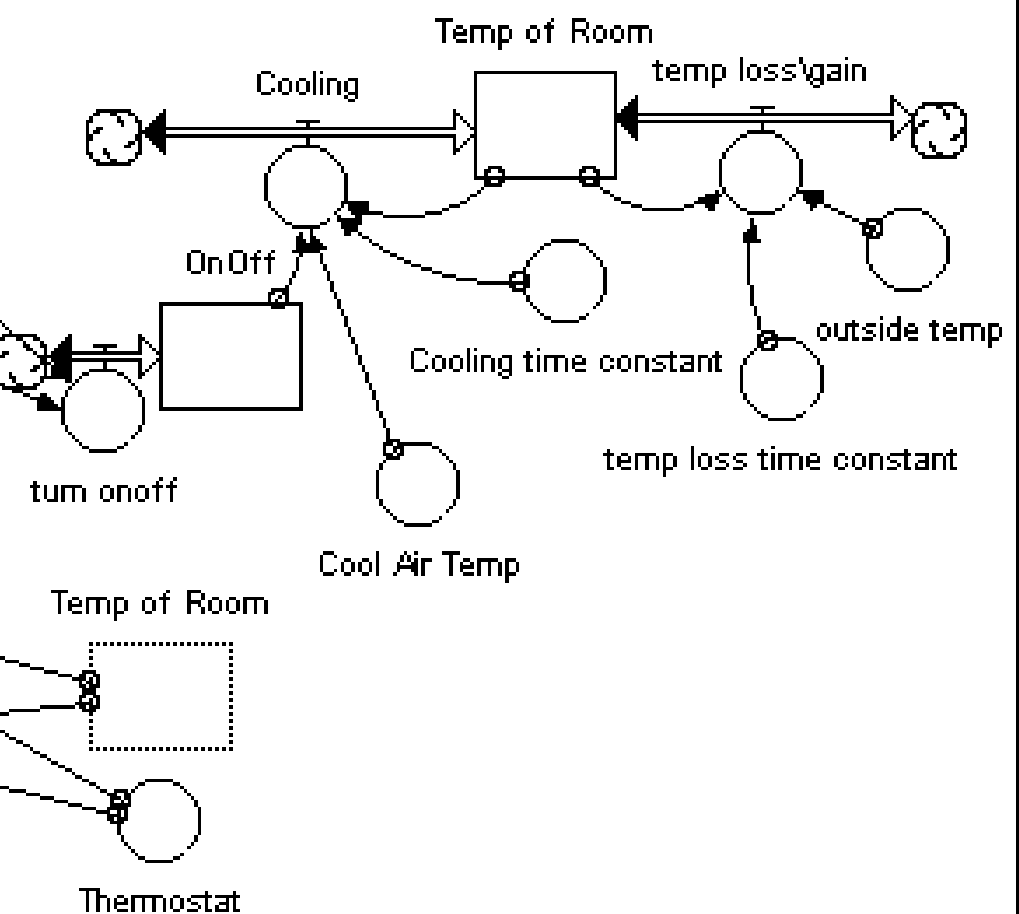 Temp of Room
temp loss\gain
Cooling
OnOff
outside temp
Cooling time constant
temp loss time constant
turn onoff
Cool Air Temp
Temp of Room
Thermostat